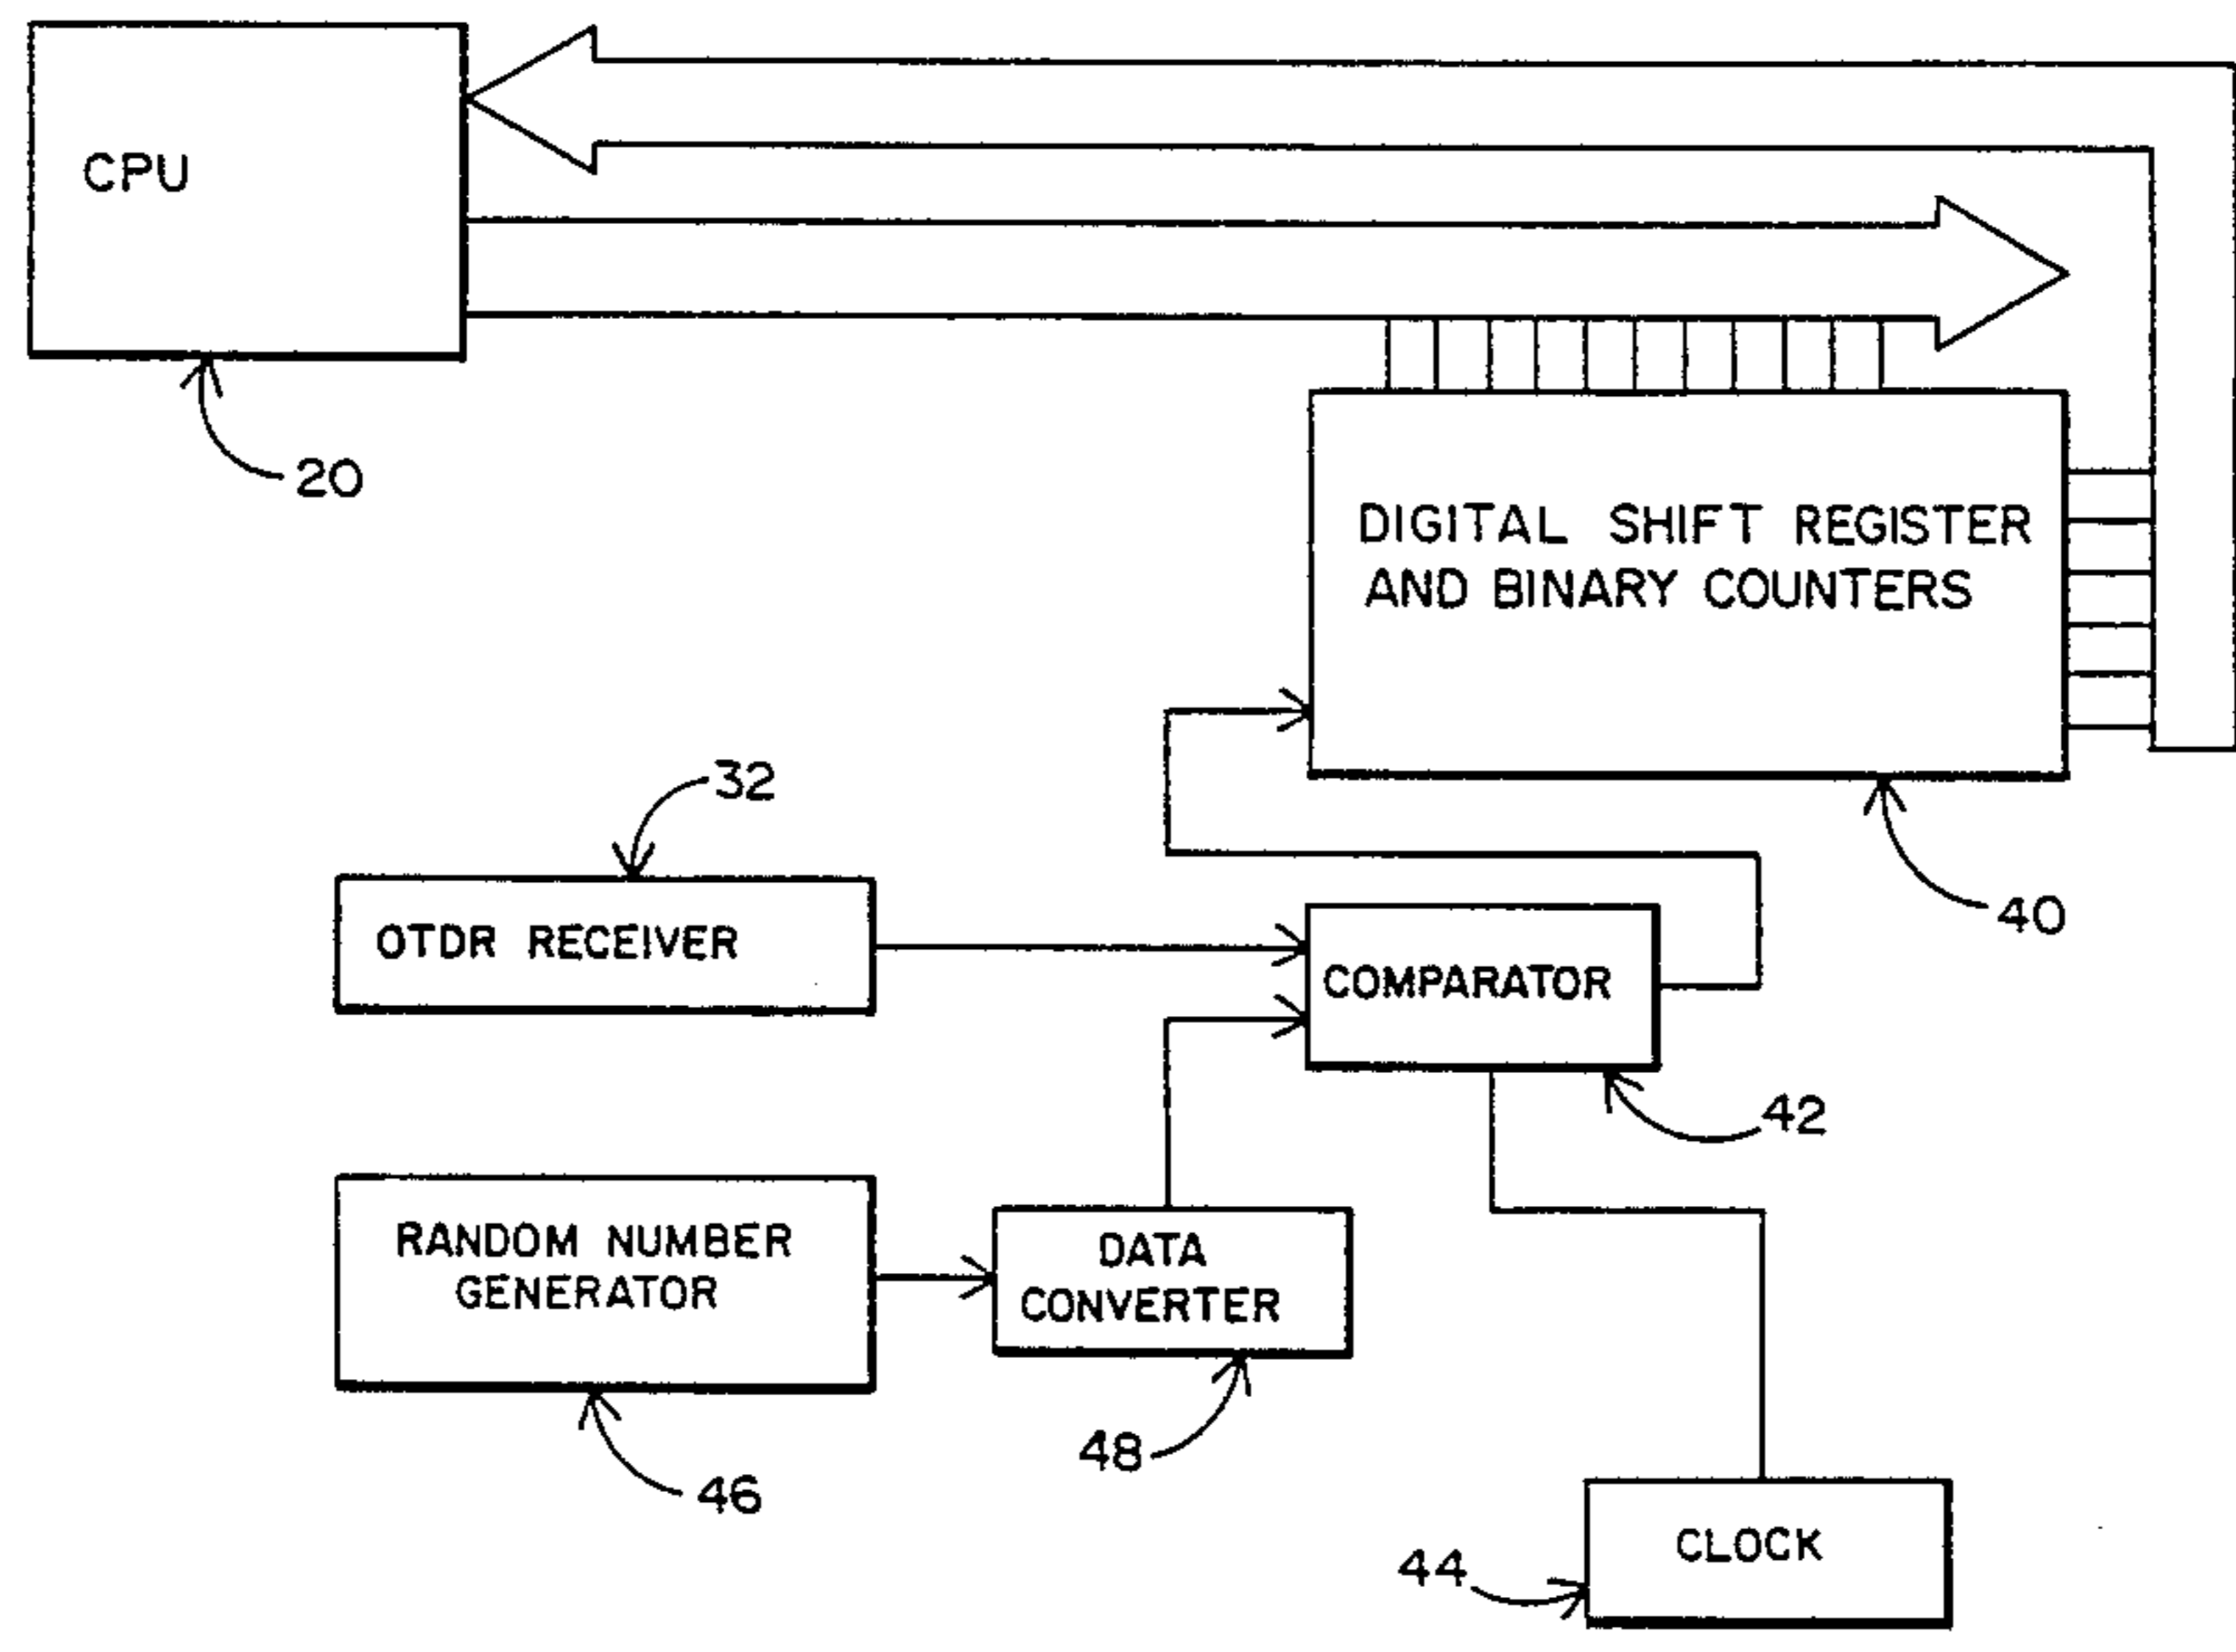 CPU
20
DIGITAL SHIFT REGISTER
AND BINARY COUNTERS
32
OTDR RECEIVER
40
COMPARATOR
42
RANDOM NUMBER
GENERATOR
DATA
CONVERTER
48
46
CLOCK
44